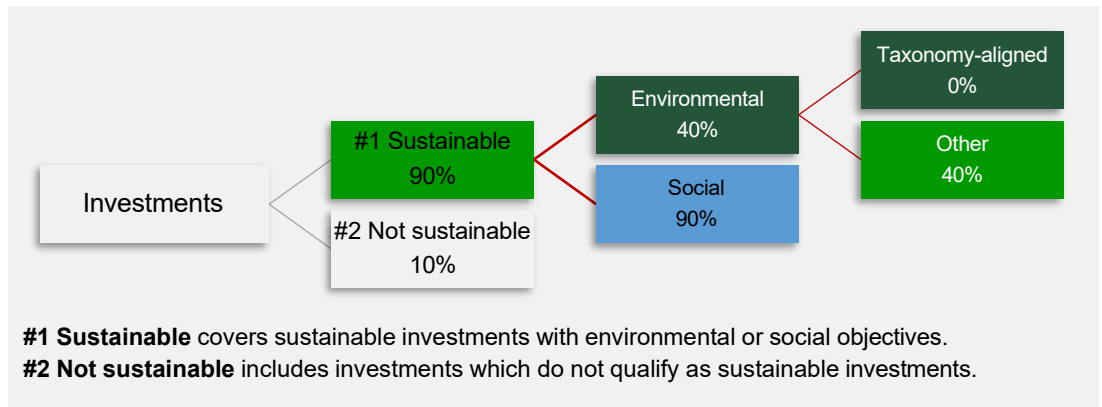 Investments
#1 Sustainable
90%
#2 Not sustainable
10%
Environmental
40%
Social
90%
Taxonomy-aligned
0%
Other
40%
#1 Sustainable covers sustainable investments with environmental or social objectives.
#2 Not sustainable includes investments which do not qualify as sustainable investments.